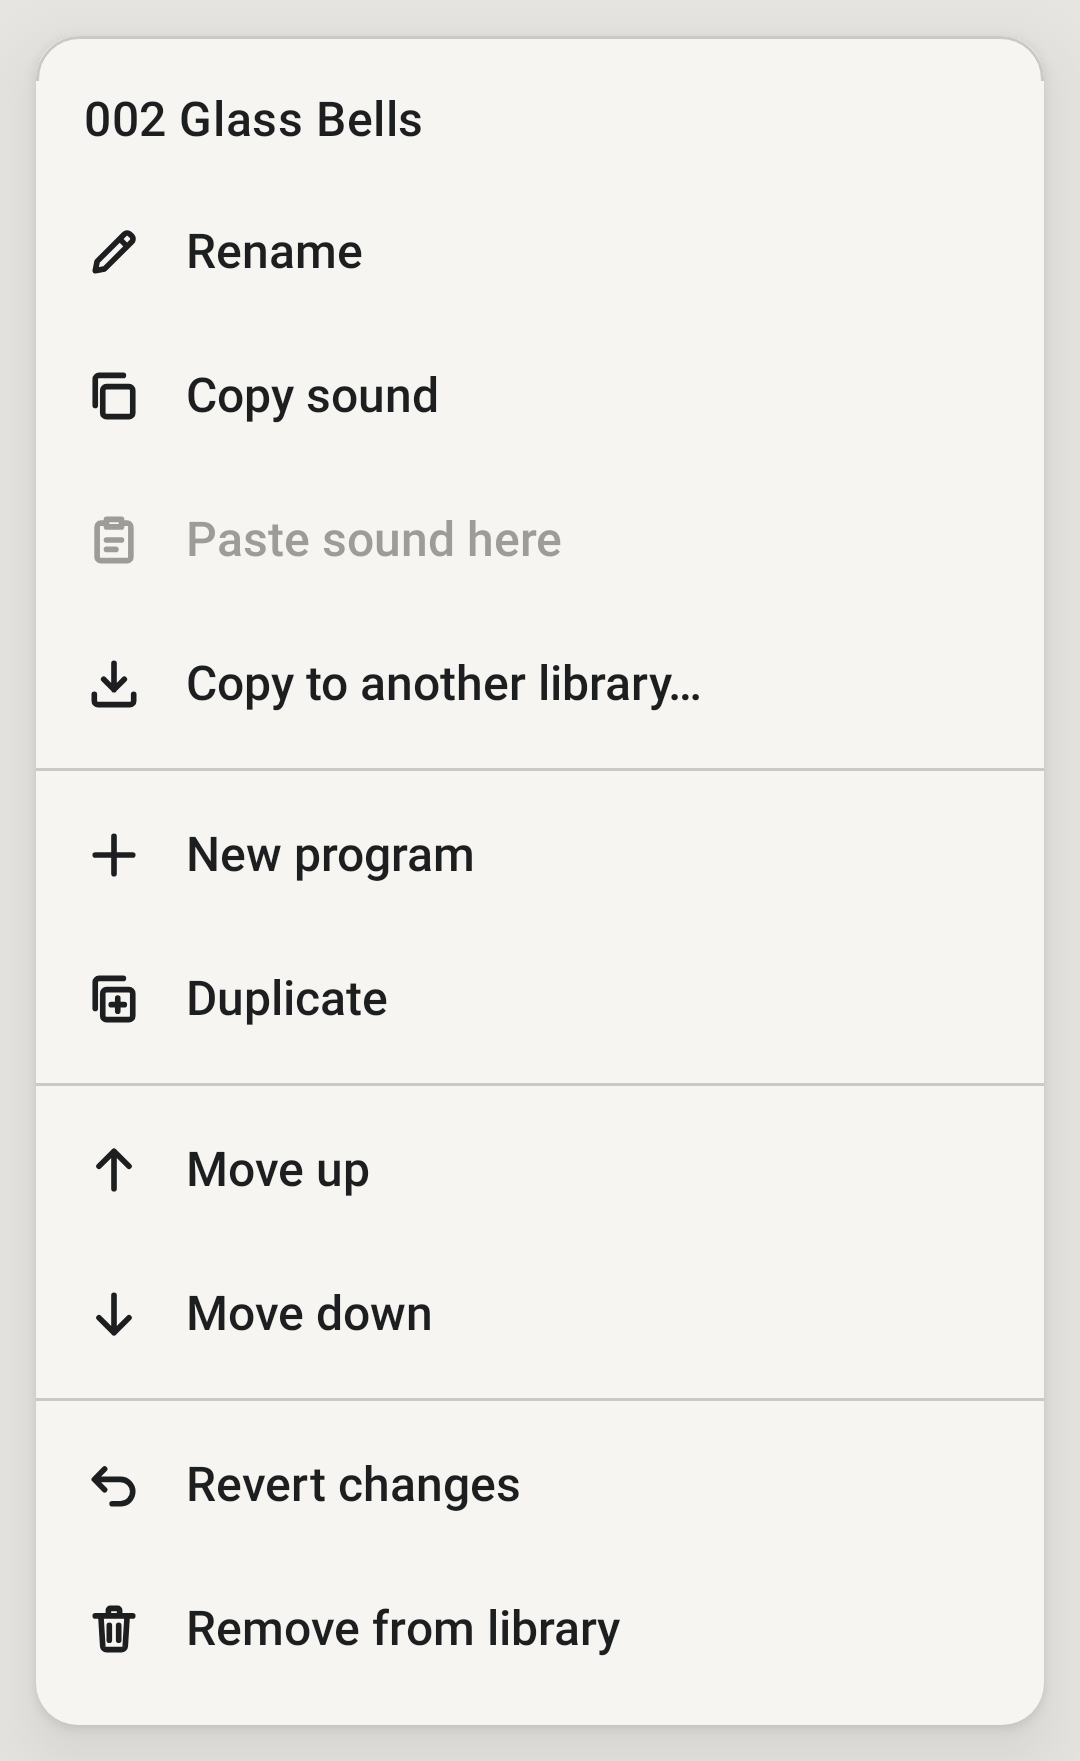 002 Glass Bells
Rename
Copy sound
Paste sound here
Copy to another library…
New program
Duplicate
Move up
Move down
Revert changes
Remove from library